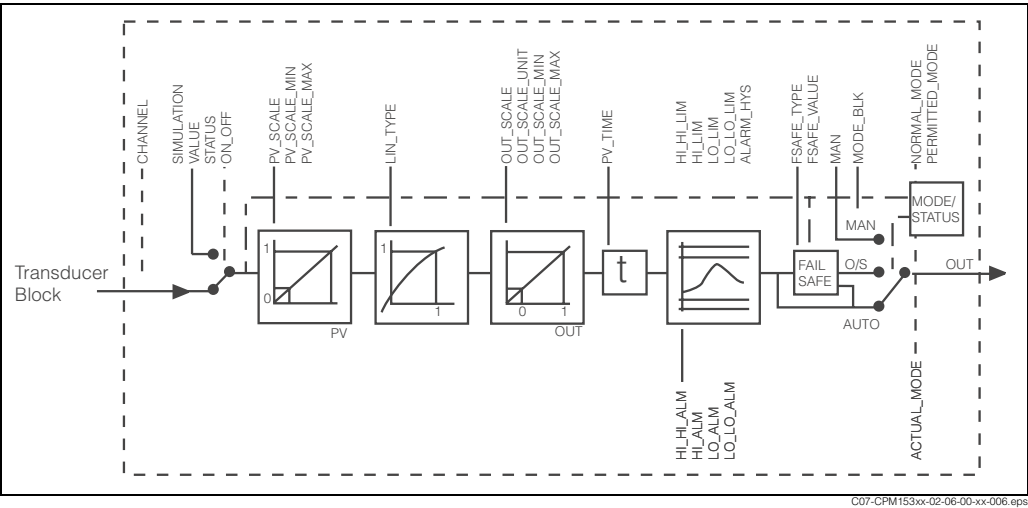 CHANNEL
SIMULATION
VALUE
STATUS
ON_OFF
PV_SCALE
PV_SCALE_MIN
PV_SCALE_MAX
LIN_TYPE
OUT_SCALE
OUT_SCALE_UNIT
OUT_SCALE_MIN
OUT_SCALE_MAX
PV_TIME
HI_HI_LIM
HI_LIM
LO_LIM
LO_LO_LIM
ALARM_HYS
FSAFE_TYPE
FSAFE_VALUE
MAN
MODE_BLK
NORMAL_MODE
PERMITTED_MODE
MODE/
STATUS
MAN
Transducer
Block
1
0
1
PV
1
1
0
1
OUT
t
FAIL
SAFE
O/S
AUTO
OUT
HI_HI_ALM
HI_ALM
LO_ALM
LO_LO_ALM
ACTUAL_MODE
C07-CPM153xx-02-06-00-xx-006.eps